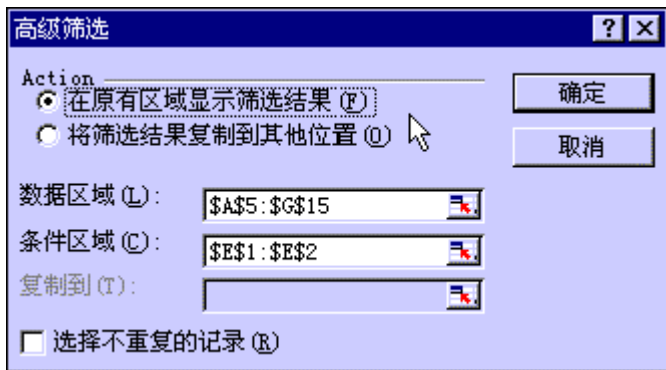 高级筛选
Action
在原有区域显示筛选结果(F)
将筛选结果复制到其他位置(O)
确定
取消
数据区域(L): $A$5:$G$15
条件区域(C): $E$1:$E$2
复制到(T):
选择不重复的记录(R)